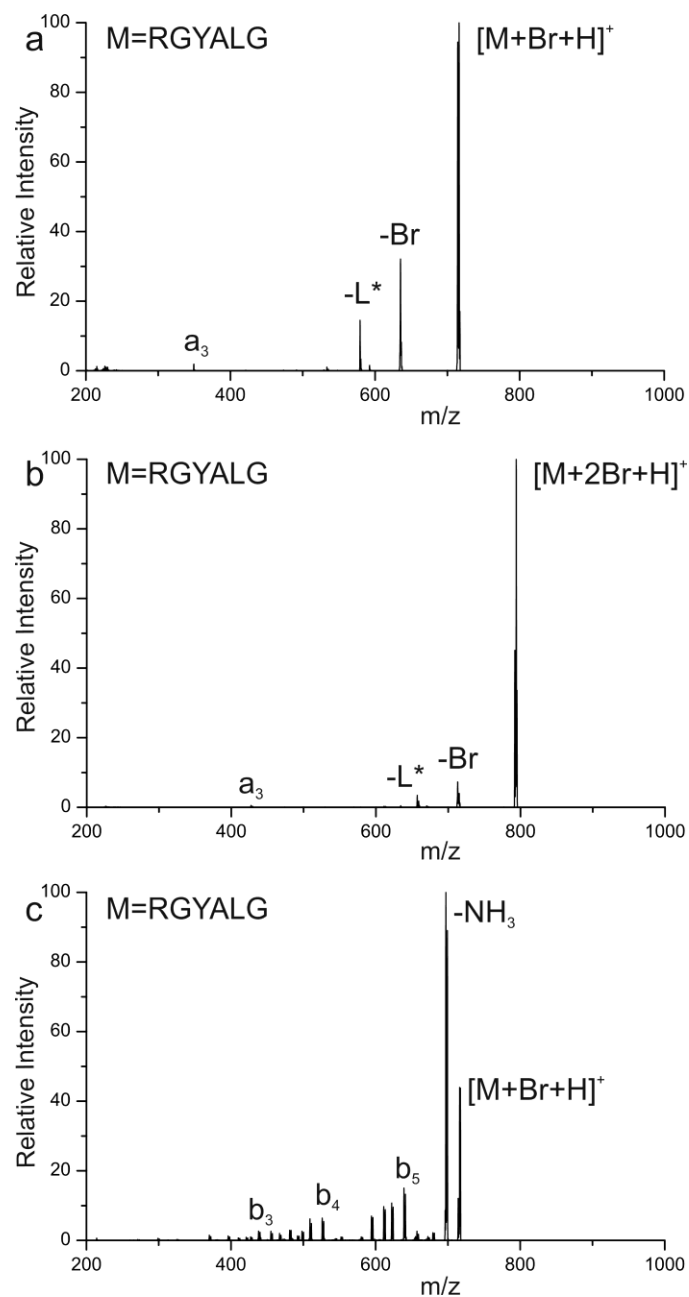 a
M=RGYALG
[M+Br+H]⁺
-Br
-L*
a₃
100
80
60
40
20
0
Relative Intensity
200 400 600 800 1000
m/z
b
M=RGYALG
[M+2Br+H]⁺
-Br
-L*
a₃
100
80
60
40
20
0
Relative Intensity
200 400 600 800 1000
m/z
c
M=RGYALG
-NH₃
[M+Br+H]⁺
b₅
b₄
b₃
100
80
60
40
20
0
Relative Intensity
200 400 600 800 1000
m/z